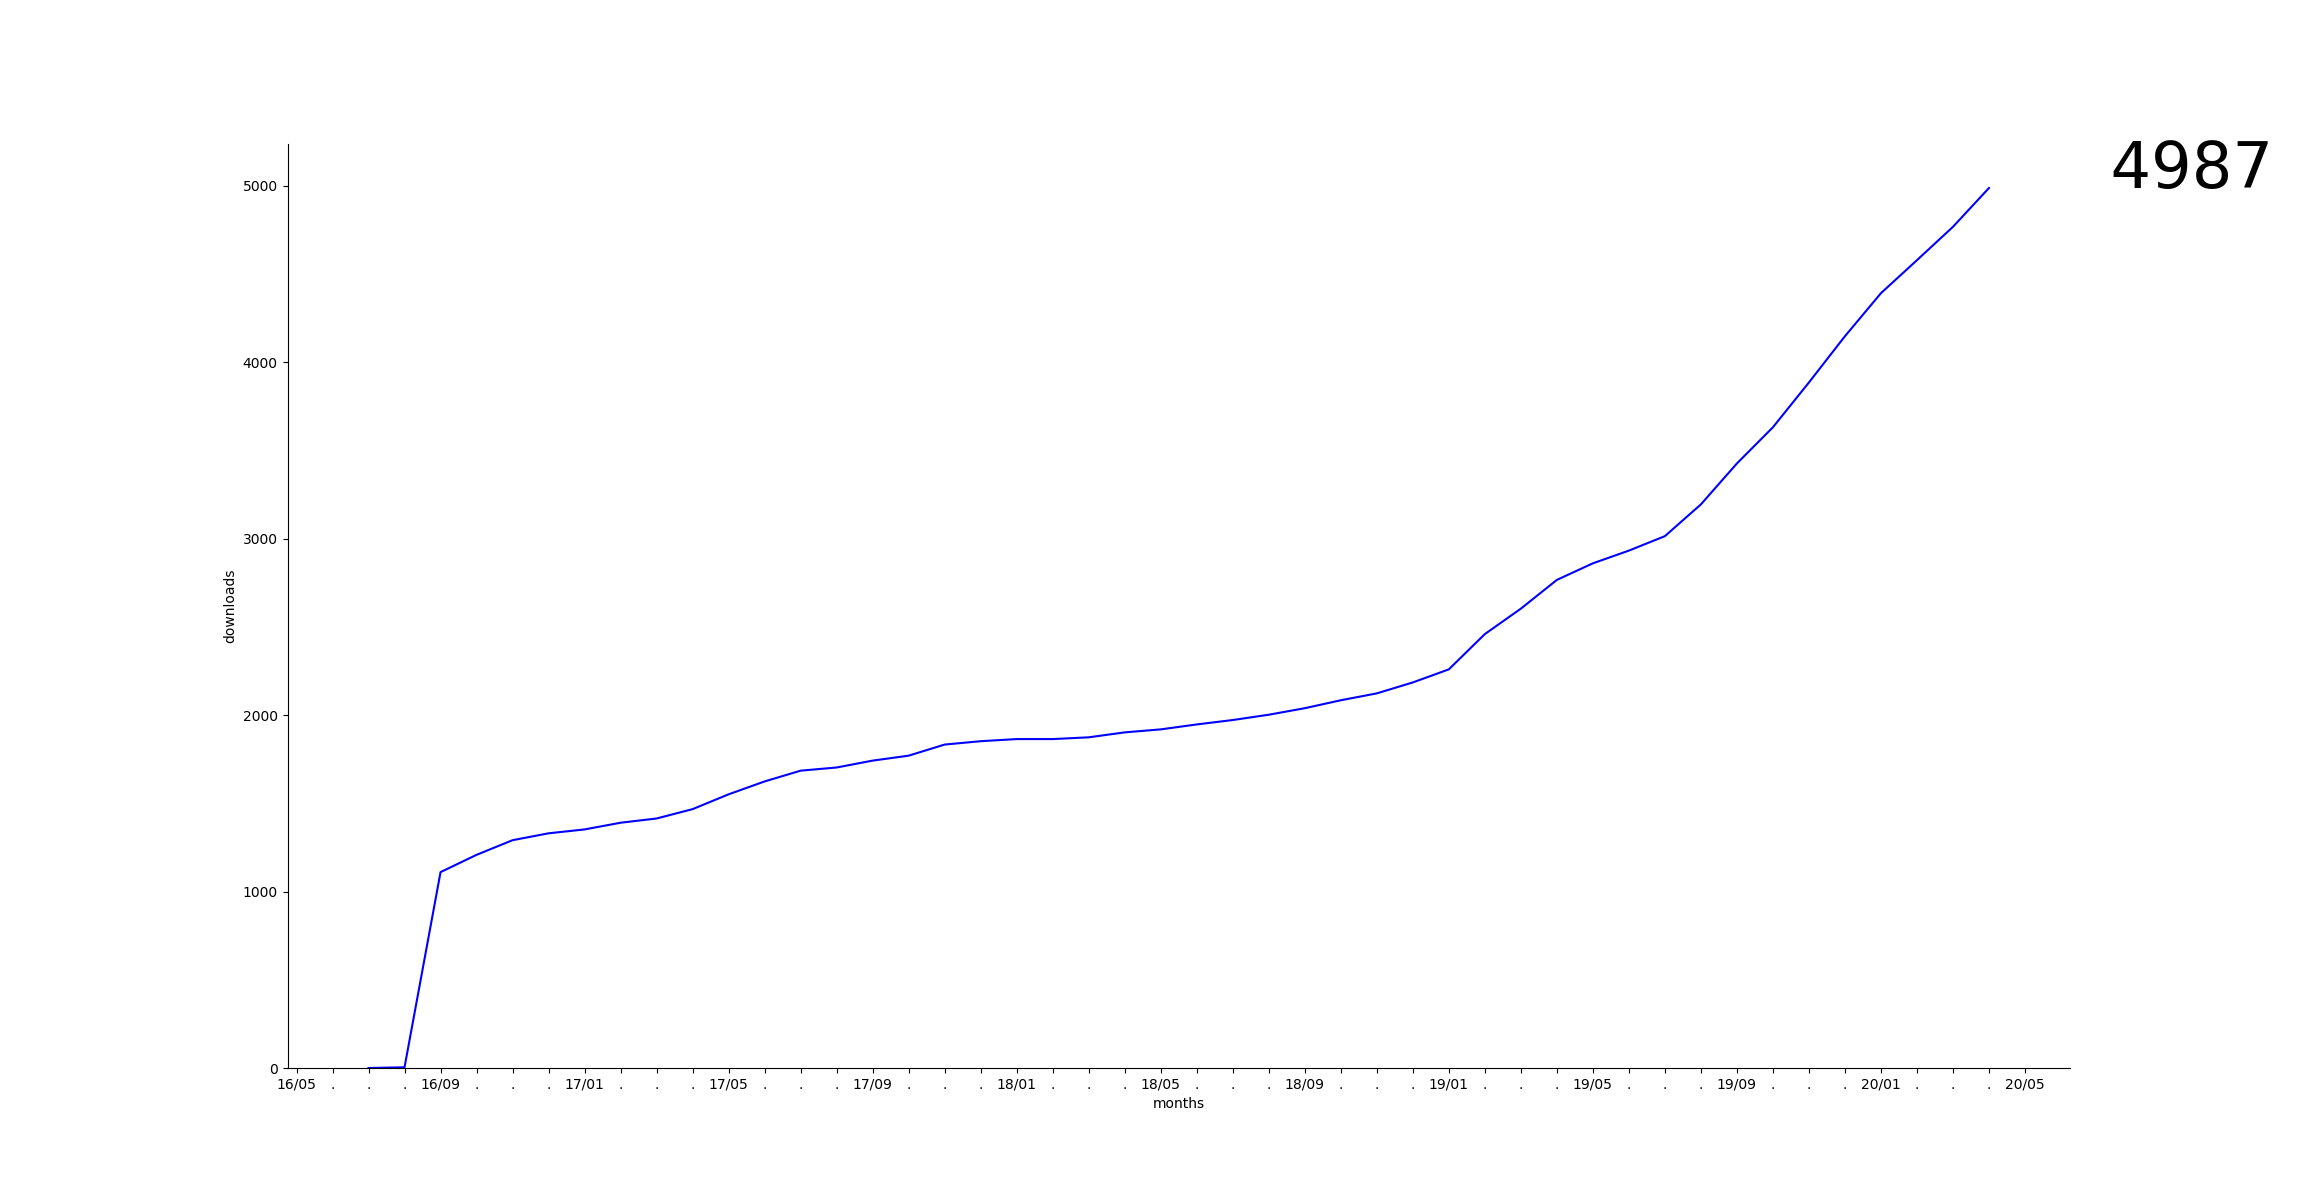 4987
5000
4000
3000
2000
1000
0
downloads
16/05 . . . 16/09 . . . 17/01 . . . 17/05 . . . 17/09 . . . 18/01 . . . 18/05 . . . 18/09 . . . 19/01 . . . 19/05 . . . 19/09 . . . 20/01 . . . 20/05
months